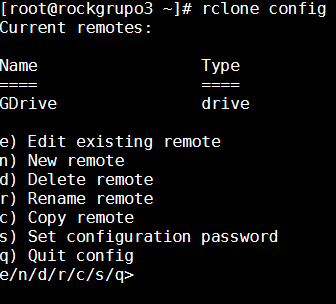 [root@rockgrupo3 ~]# rclone config
Current remotes:
Name                 Type
====                 ====
GDrive               drive
e) Edit existing remote
n) New remote
d) Delete remote
r) Rename remote
c) Copy remote
s) Set configuration password
q) Quit config
e/n/d/r/c/s/q>